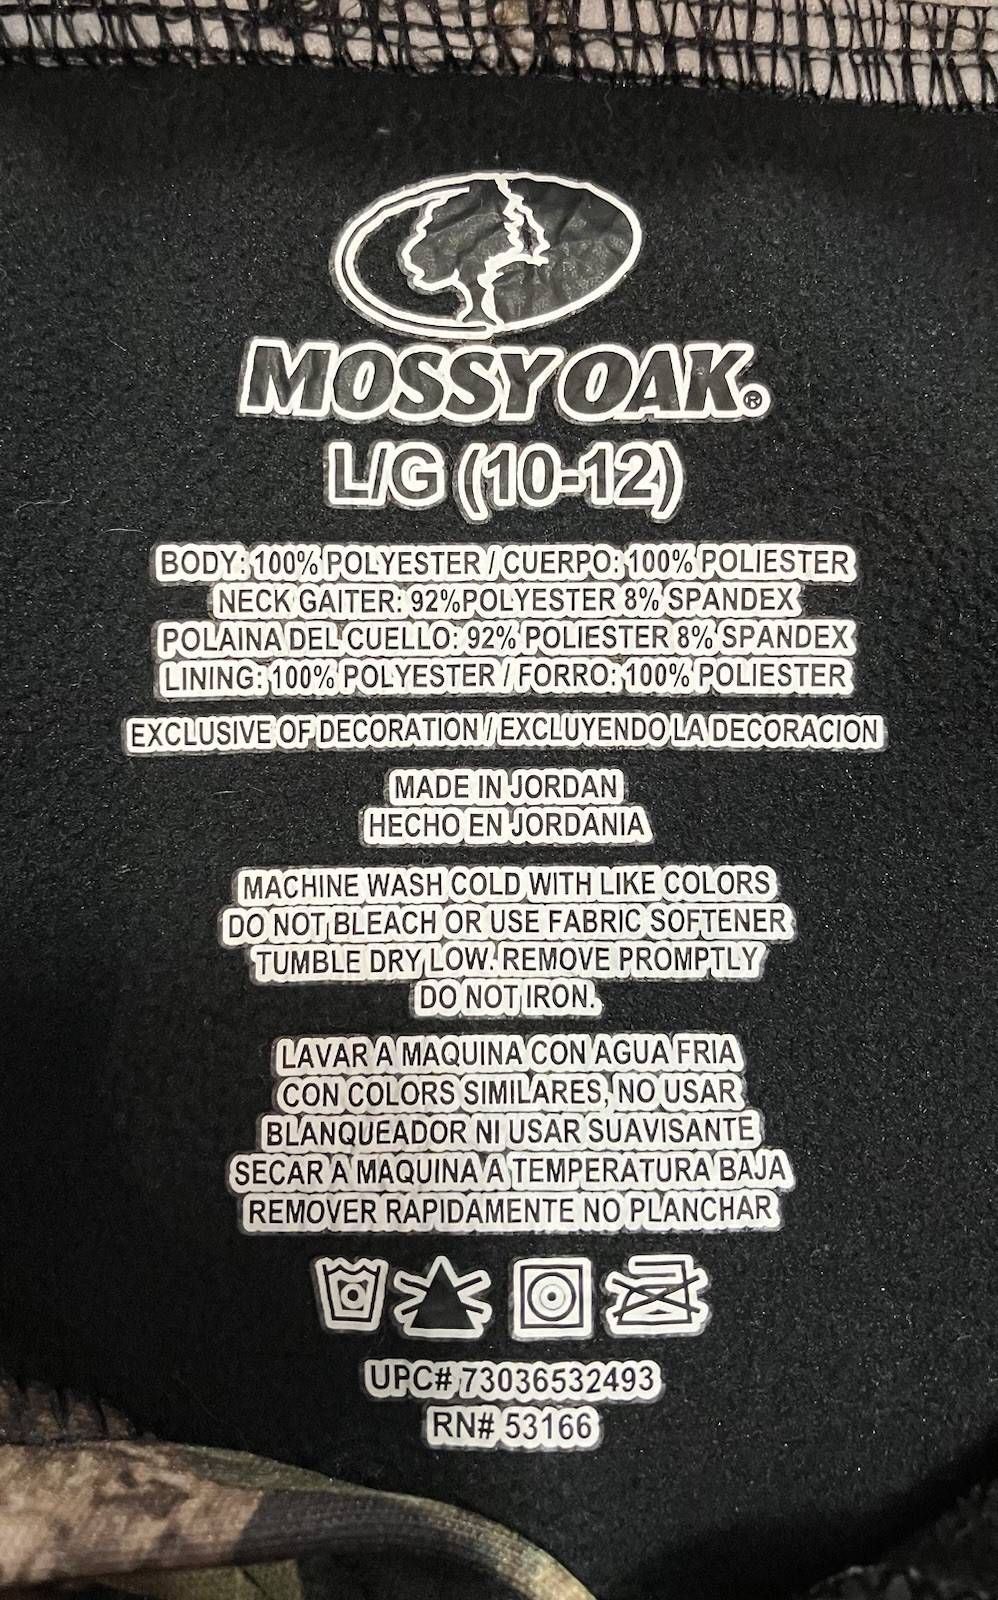 MOSSY OAK®
L/G (10-12)
BODY: 100% POLYESTER / CUERPO: 100% POLIESTER
NECK GAITER: 92%POLYESTER 8% SPANDEX
POLAINA DEL CUELLO: 92% POLIESTER 8% SPANDEX
LINING: 100% POLYESTER / FORRO: 100% POLIESTER
EXCLUSIVE OF DECORATION / EXCLUYENDO LA DECORACION
MADE IN JORDAN
HECHO EN JORDANIA
MACHINE WASH COLD WITH LIKE COLORS
DO NOT BLEACH OR USE FABRIC SOFTENER
TUMBLE DRY LOW. REMOVE PROMPTLY
DO NOT IRON.
LAVAR A MAQUINA CON AGUA FRIA
CON COLORS SIMILARES, NO USAR
BLANQUEADOR NI USAR SUAVISANTE
SECAR A MAQUINA A TEMPERATURA BAJA
REMOVER RAPIDAMENTE NO PLANCHAR
UPC# 73036532493
RN# 53166